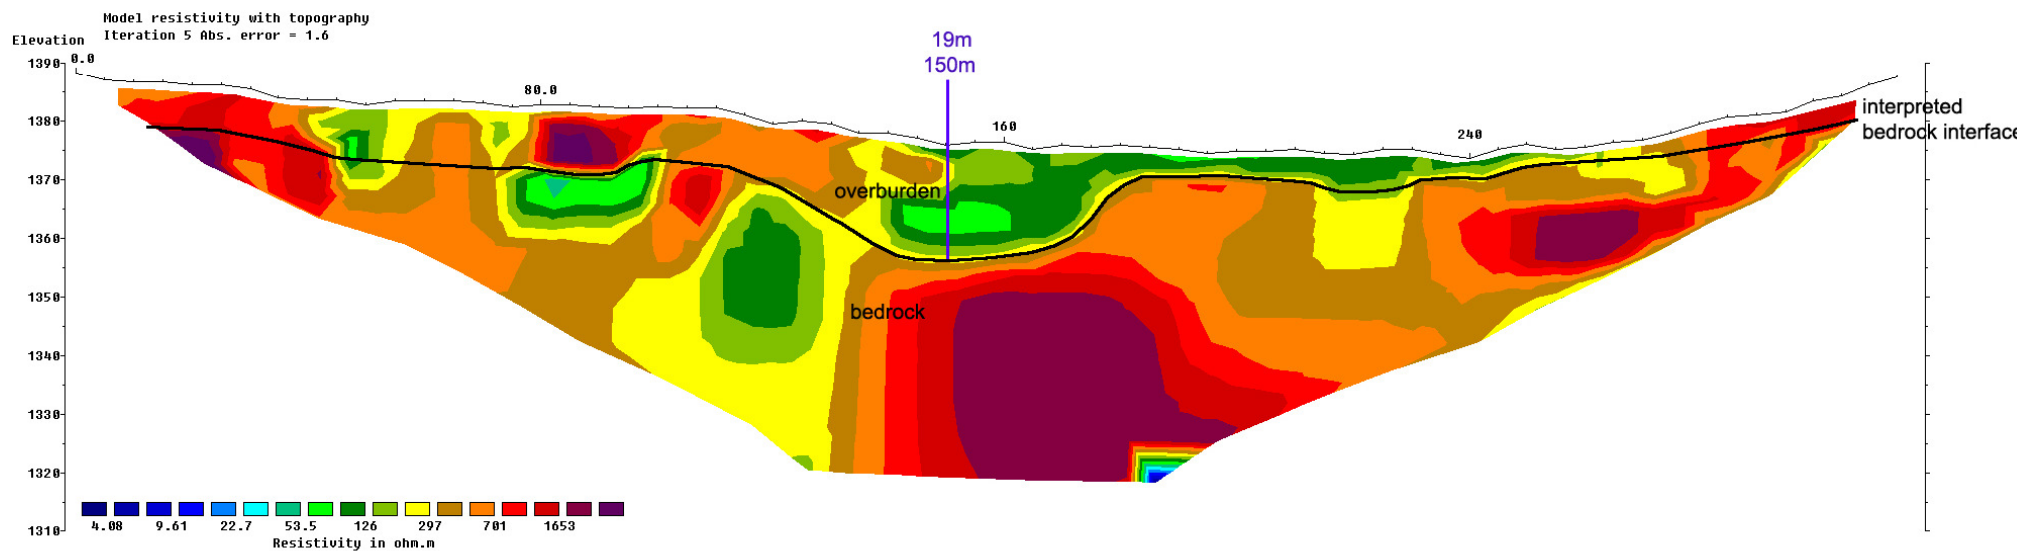 Model resistivity with topography
Iteration 5 Abs. error = 1.6
Elevation
0.0
80.0
160
240
19m
150m
1390
1380
1370
1360
1350
1340
1330
1320
1310
interpreted
bedrock interface
overburden
bedrock
4.08 9.61 22.7 53.5 126 297 701 1653
Resistivity in ohm.m